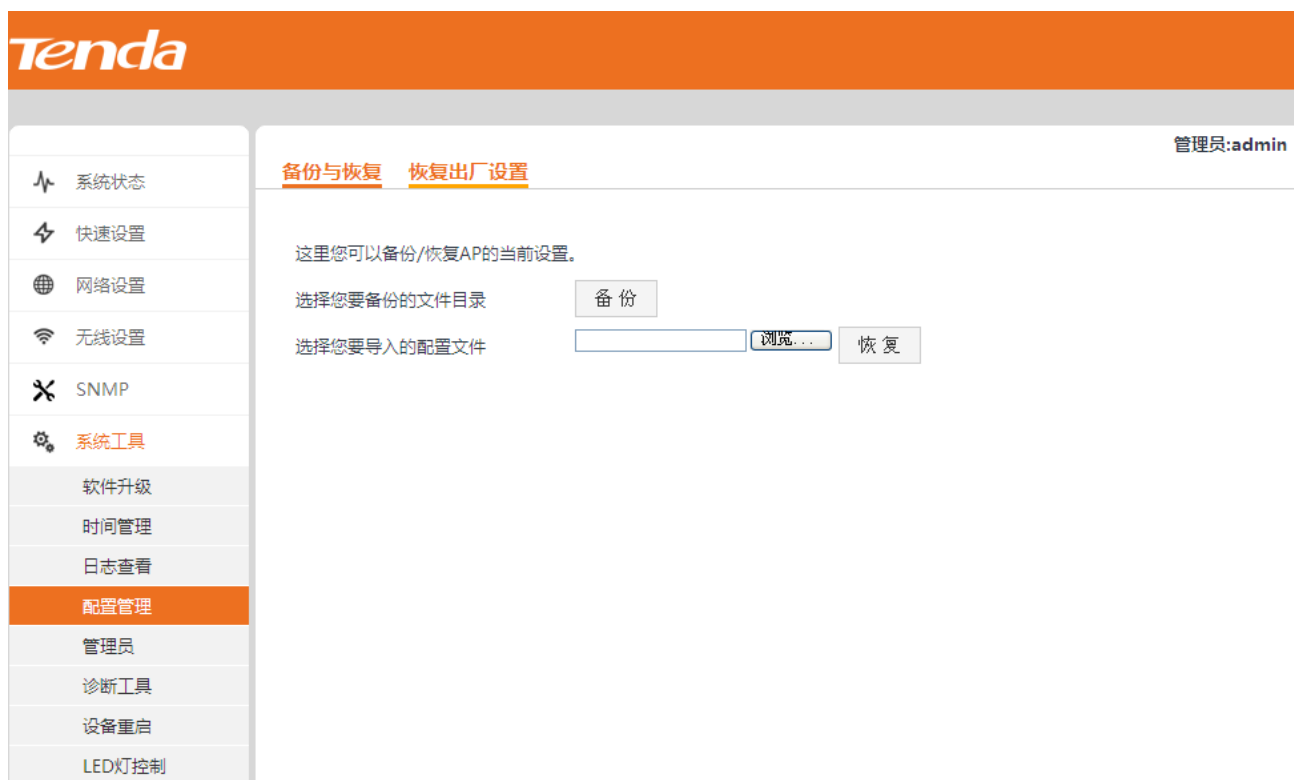 Tenda
管理员:admin
系统状态
快速设置
网络设置
无线设置
SNMP
系统工具
软件升级
时间管理
日志查看
配置管理
管理员
诊断工具
设备重启
LED灯控制
备份与恢复 恢复出厂设置
这里您可以备份/恢复AP的当前设置。
选择您要备份的文件目录 备份
选择您要导入的配置文件 浏览... 恢复